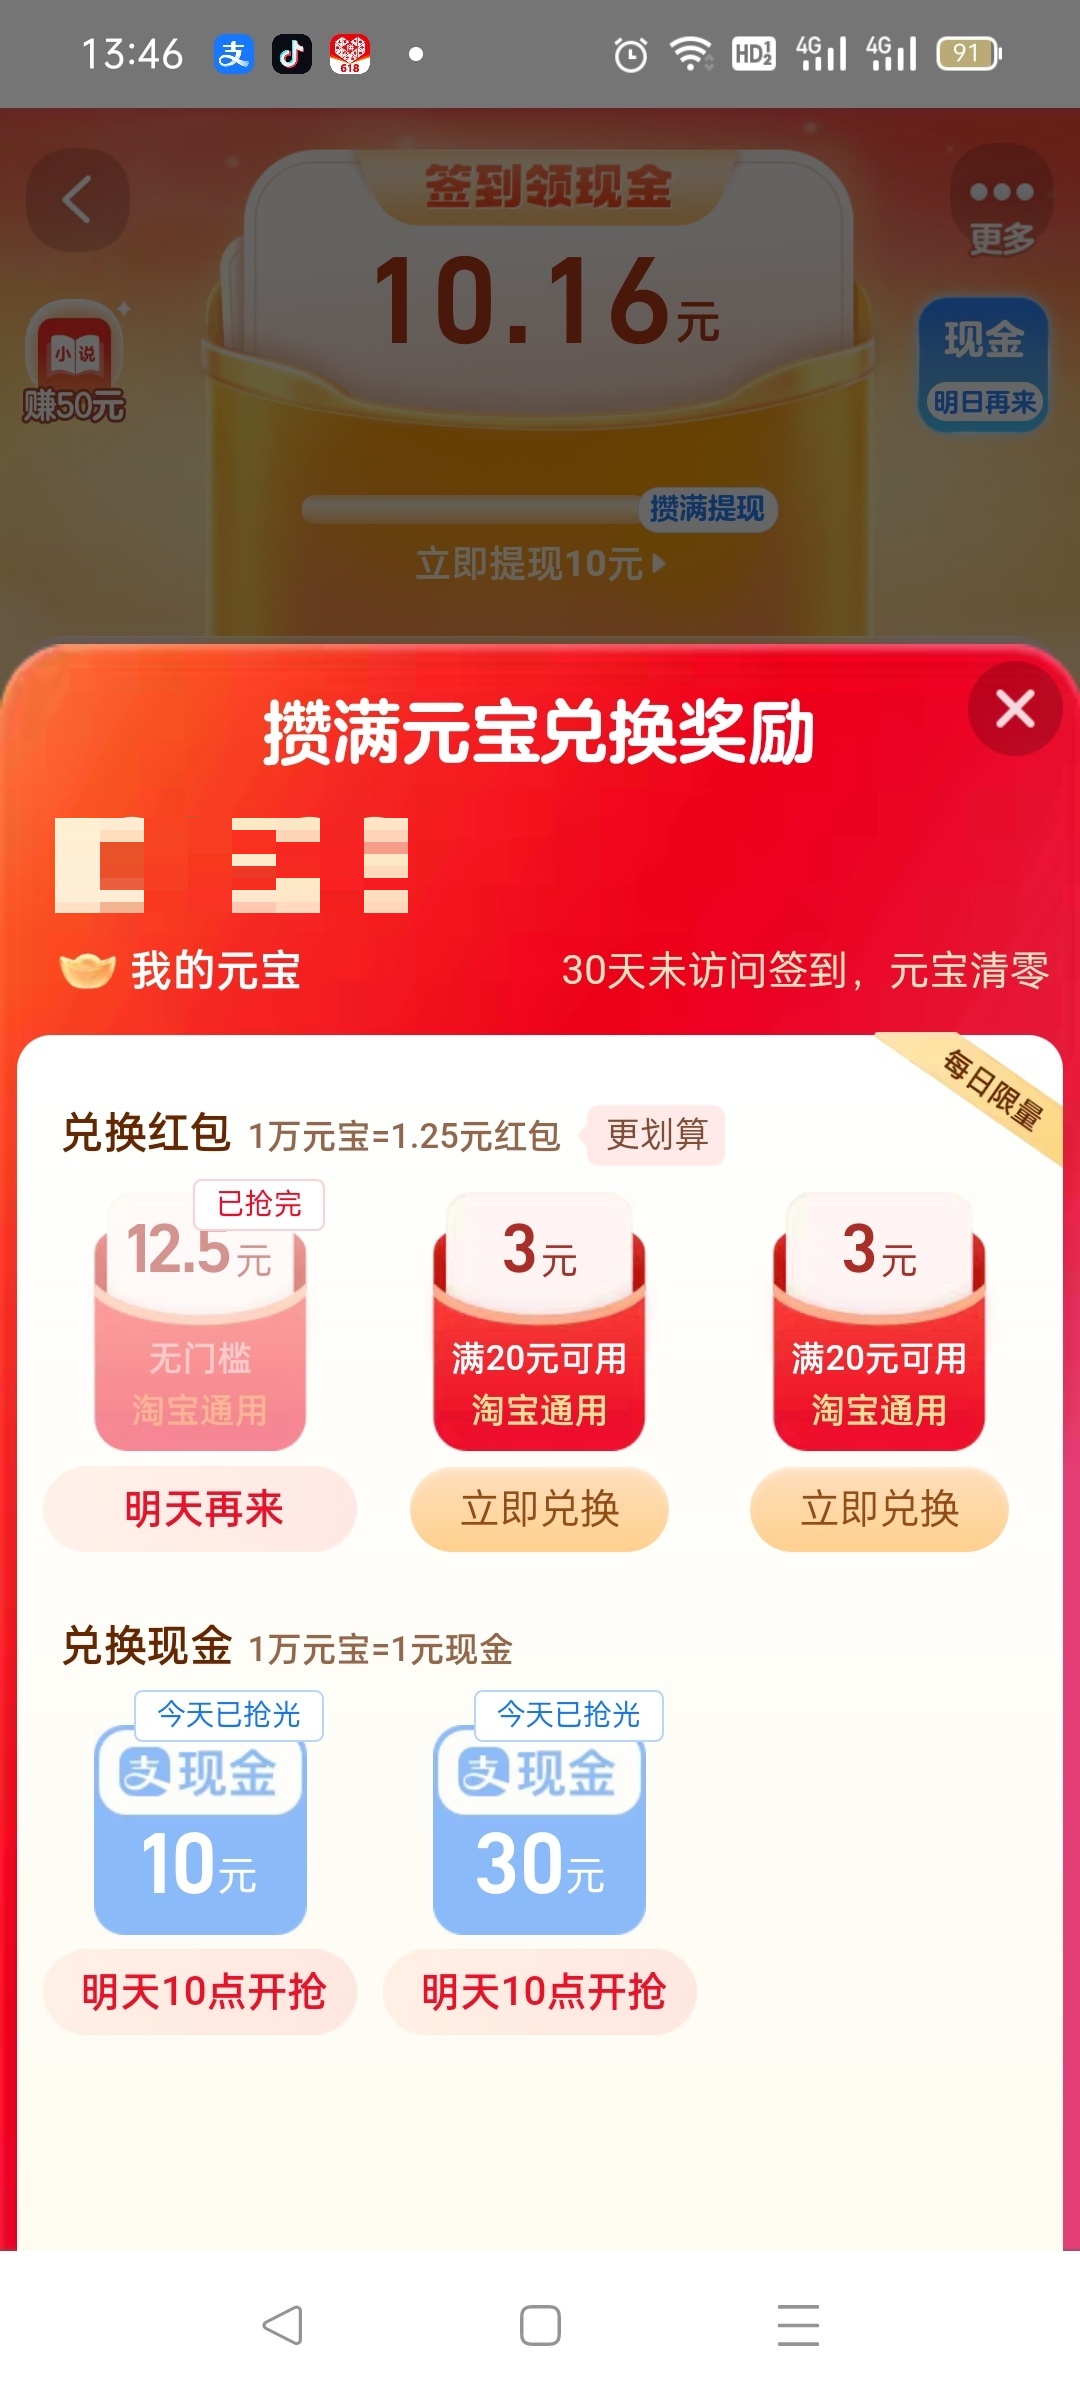 13:46
支
618
HD 1 2
4G
4G
91
签到领现金
更多
10.16元
小说
赚50元
现金
明日再来
攒满提现
立即提现10元
攒满元宝兑换奖励
我的元宝
30天未访问签到，元宝清零
每日限量
兑换红包 1万元宝=1.25元红包 更划算
已抢完
12.5元
3元
3元
无门槛
满20元可用
满20元可用
淘宝通用
淘宝通用
淘宝通用
明天再来
立即兑换
立即兑换
兑换现金 1万元宝=1元现金
今天已抢光
今天已抢光
支现金
支现金
10元
30元
明天10点开抢
明天10点开抢